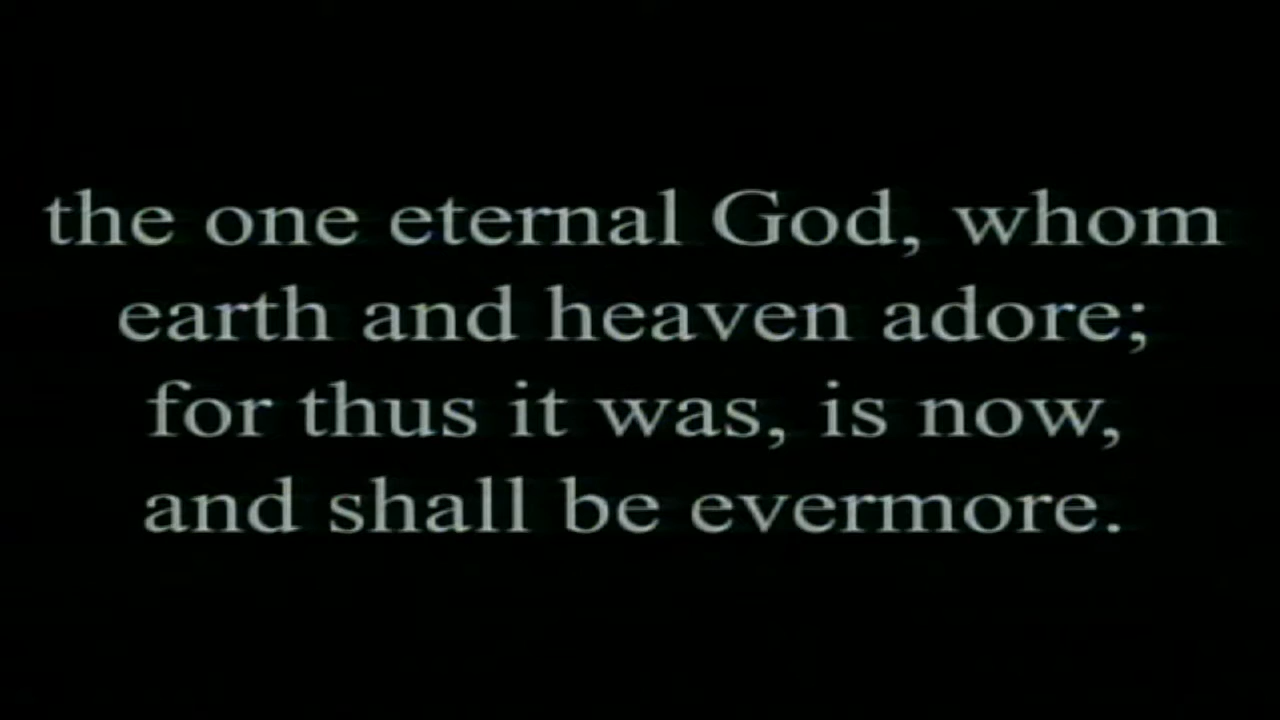 the one eternal God, whom
earth and heaven adore;
for thus it was, is now,
and shall be evermore.